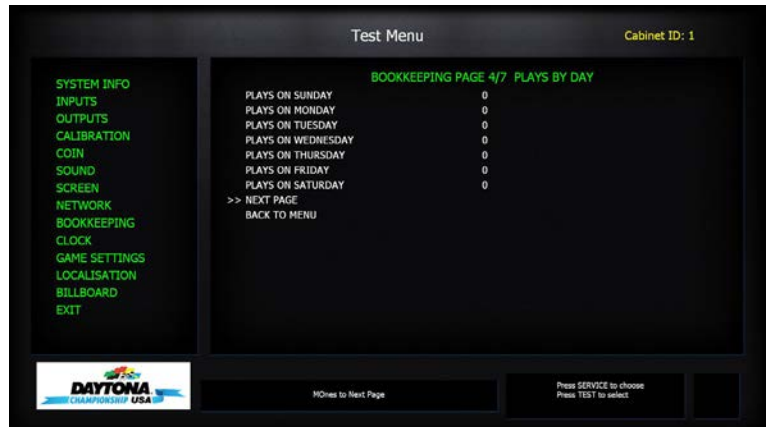 Test Menu
Cabinet ID: 1
SYSTEM INFO
INPUTS
OUTPUTS
CALIBRATION
COIN
SOUND
SCREEN
NETWORK
BOOKKEEPING
CLOCK
GAME SETTINGS
LOCALISATION
BILLBOARD
EXIT
BOOKKEEPING PAGE 4/7 PLAYS BY DAY
PLAYS ON SUNDAY 0
PLAYS ON MONDAY 0
PLAYS ON TUESDAY 0
PLAYS ON WEDNESDAY 0
PLAYS ON THURSDAY 0
PLAYS ON FRIDAY 0
PLAYS ON SATURDAY 0
>> NEXT PAGE
BACK TO MENU
DAYTONA
CHAMPIONSHIP USA
MOnes to Next Page
Press SERVICE to choose
Press TEST to select